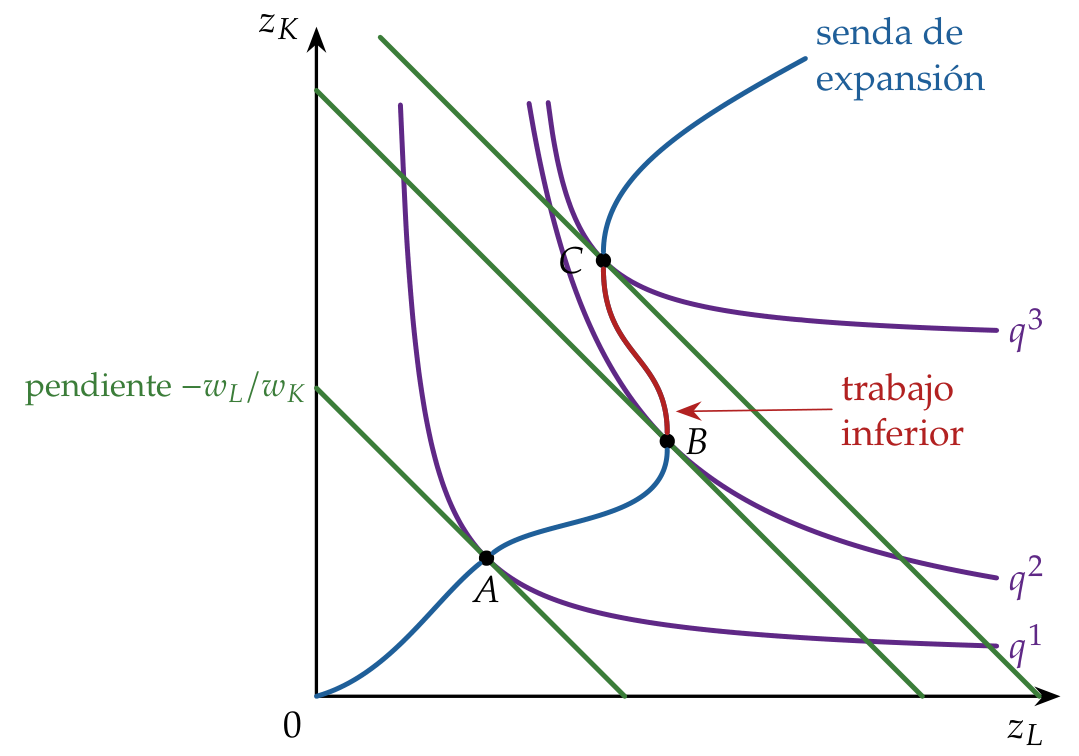 z_K
senda de
expansión
C
q^3
pendiente −w_L/w_K
trabajo
inferior
B
q^2
A
q^1
0
z_L